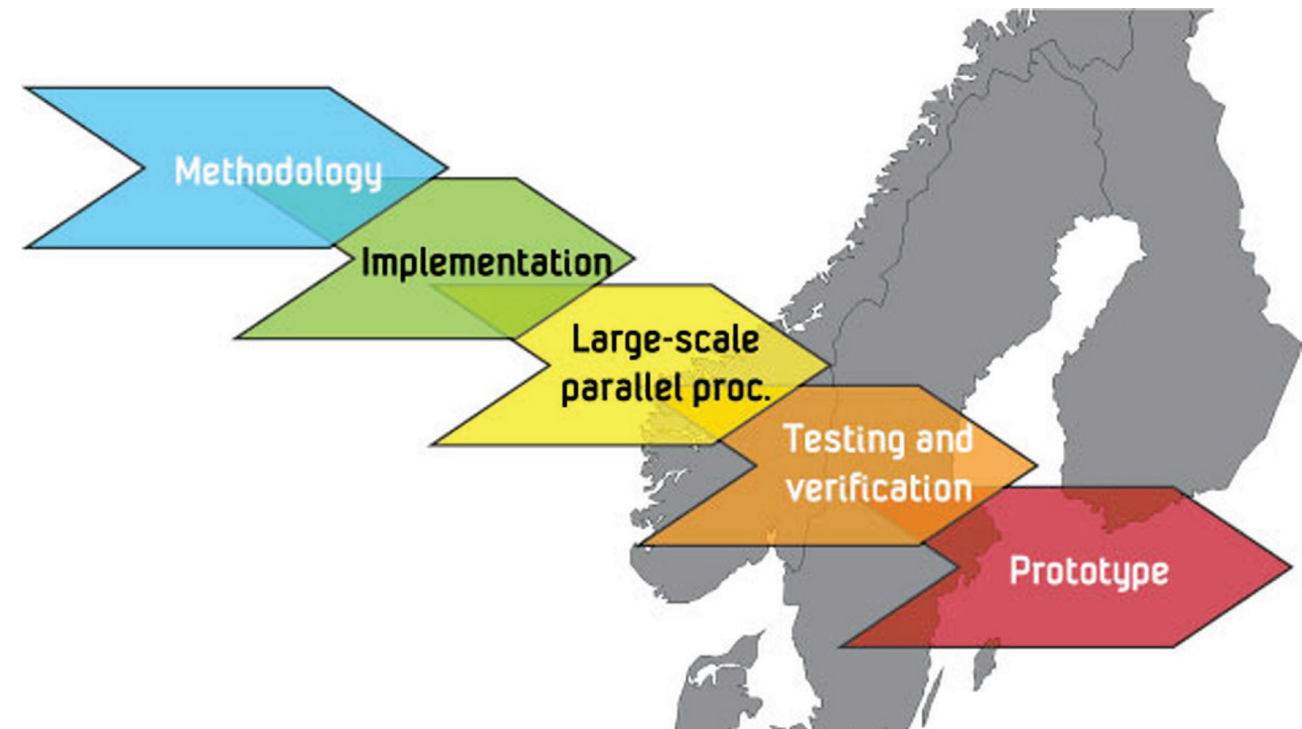 Methodology
Implementation
Large-scale
parallel proc.
Testing and
verification
Prototype